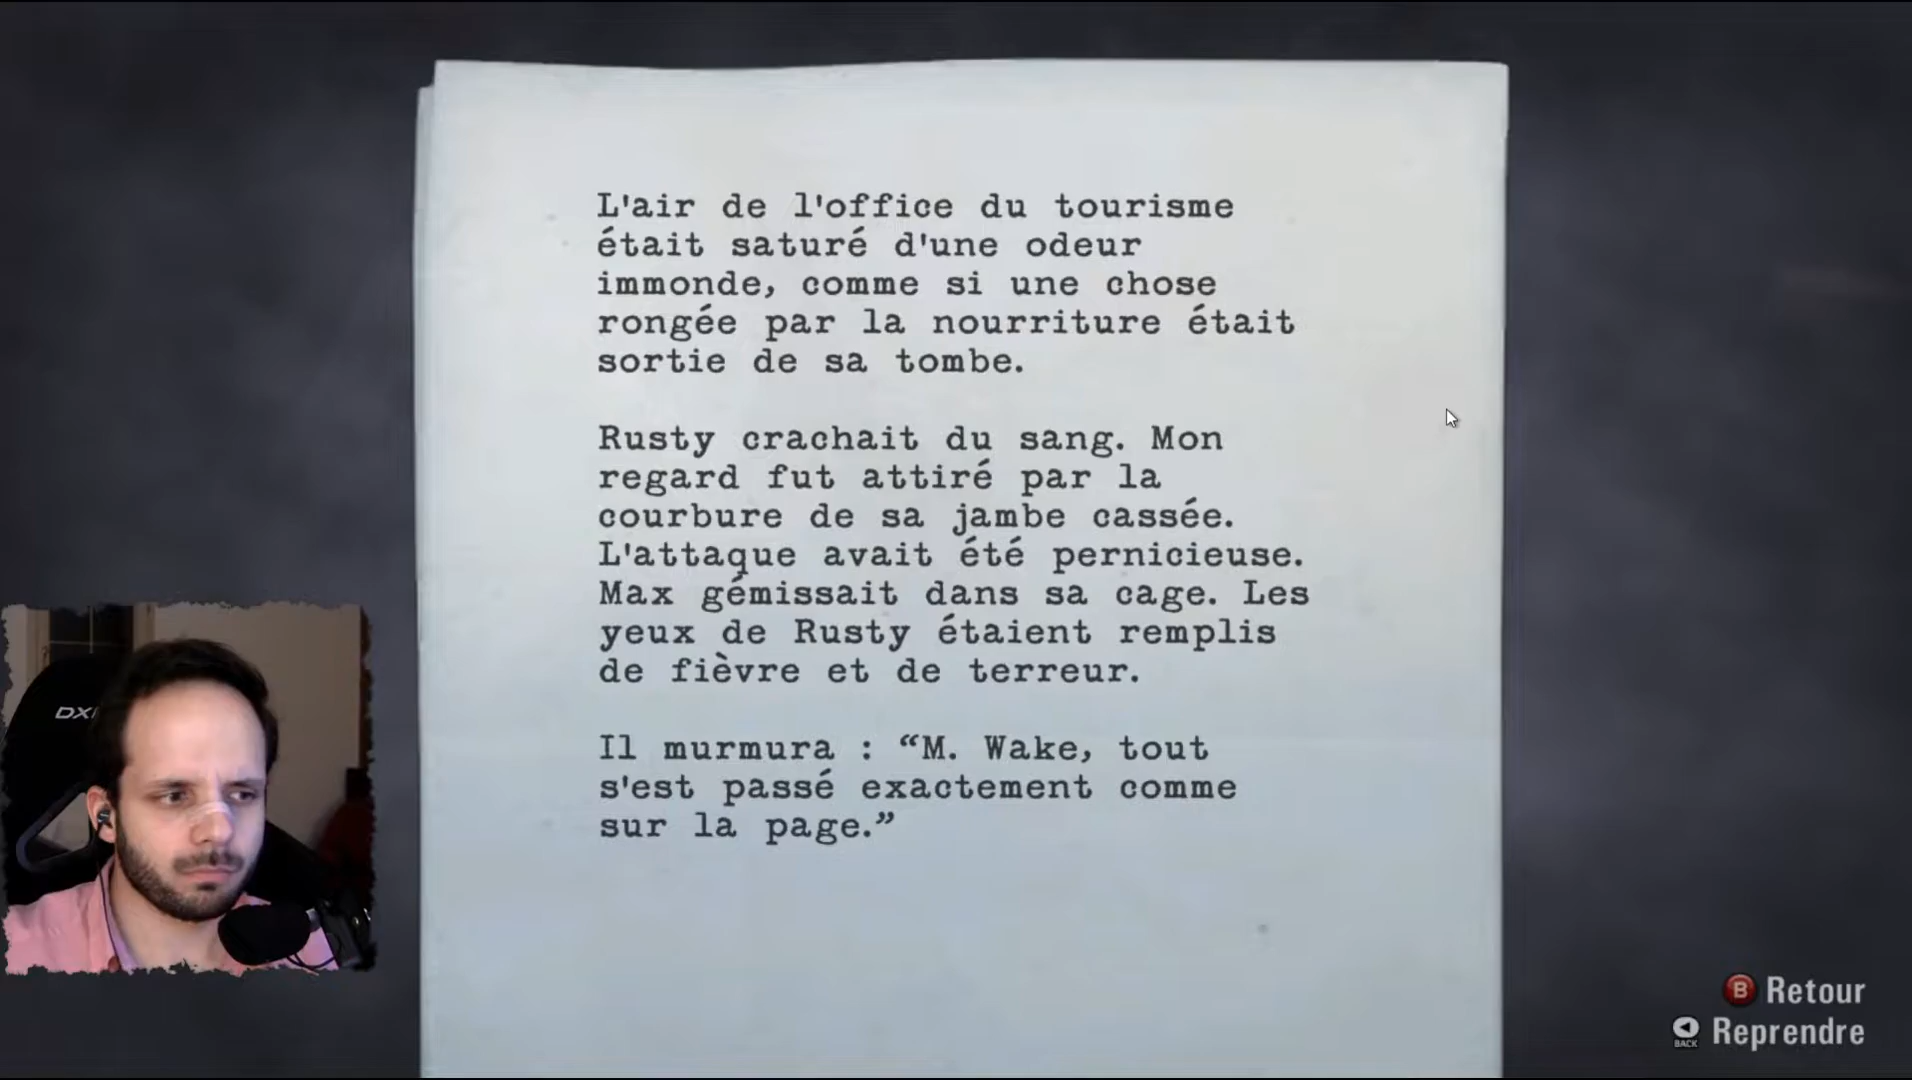 L'air de l'office du tourisme
était saturé d'une odeur
immonde, comme si une chose
rongée par la nourriture était
sortie de sa tombe.
Rusty crachait du sang. Mon
regard fut attiré par la
courbure de sa jambe cassée.
L'attaque avait été pernicieuse.
Max gémissait dans sa cage. Les
yeux de Rusty étaient remplis
de fièvre et de terreur.
Il murmura : “M. Wake, tout
s'est passé exactement comme
sur la page.”
B Retour
BACK Reprendre